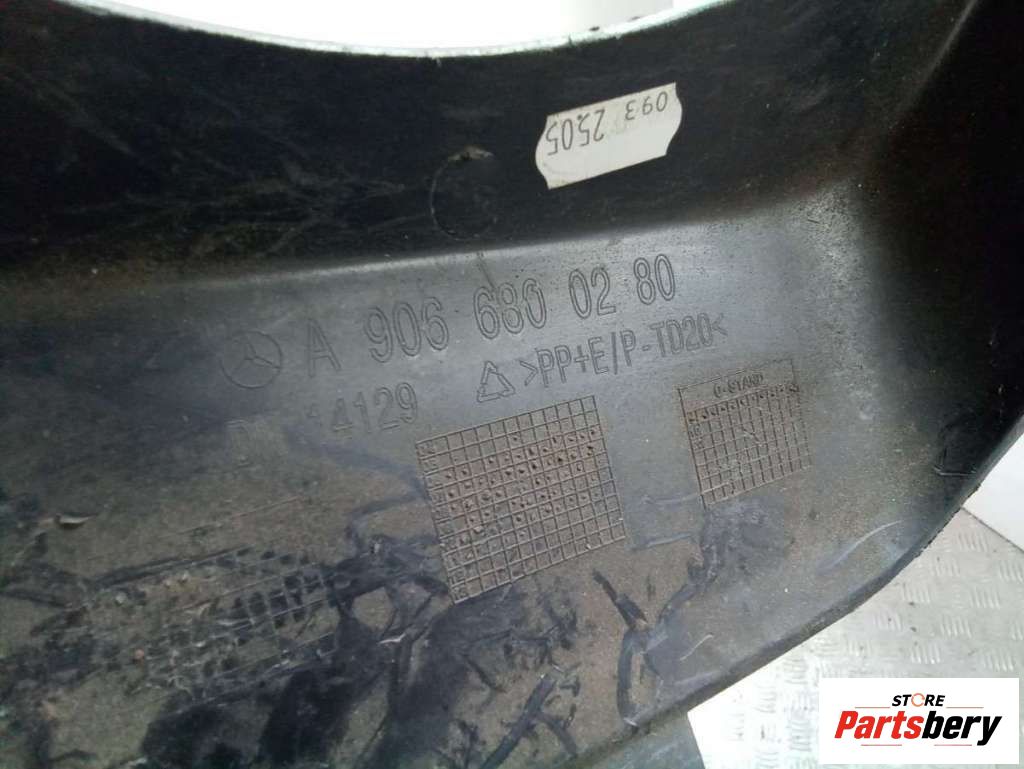 093 2505
A 906 680 02 80
14129 >PP+E/P-TD20<
STORE
Partsbery